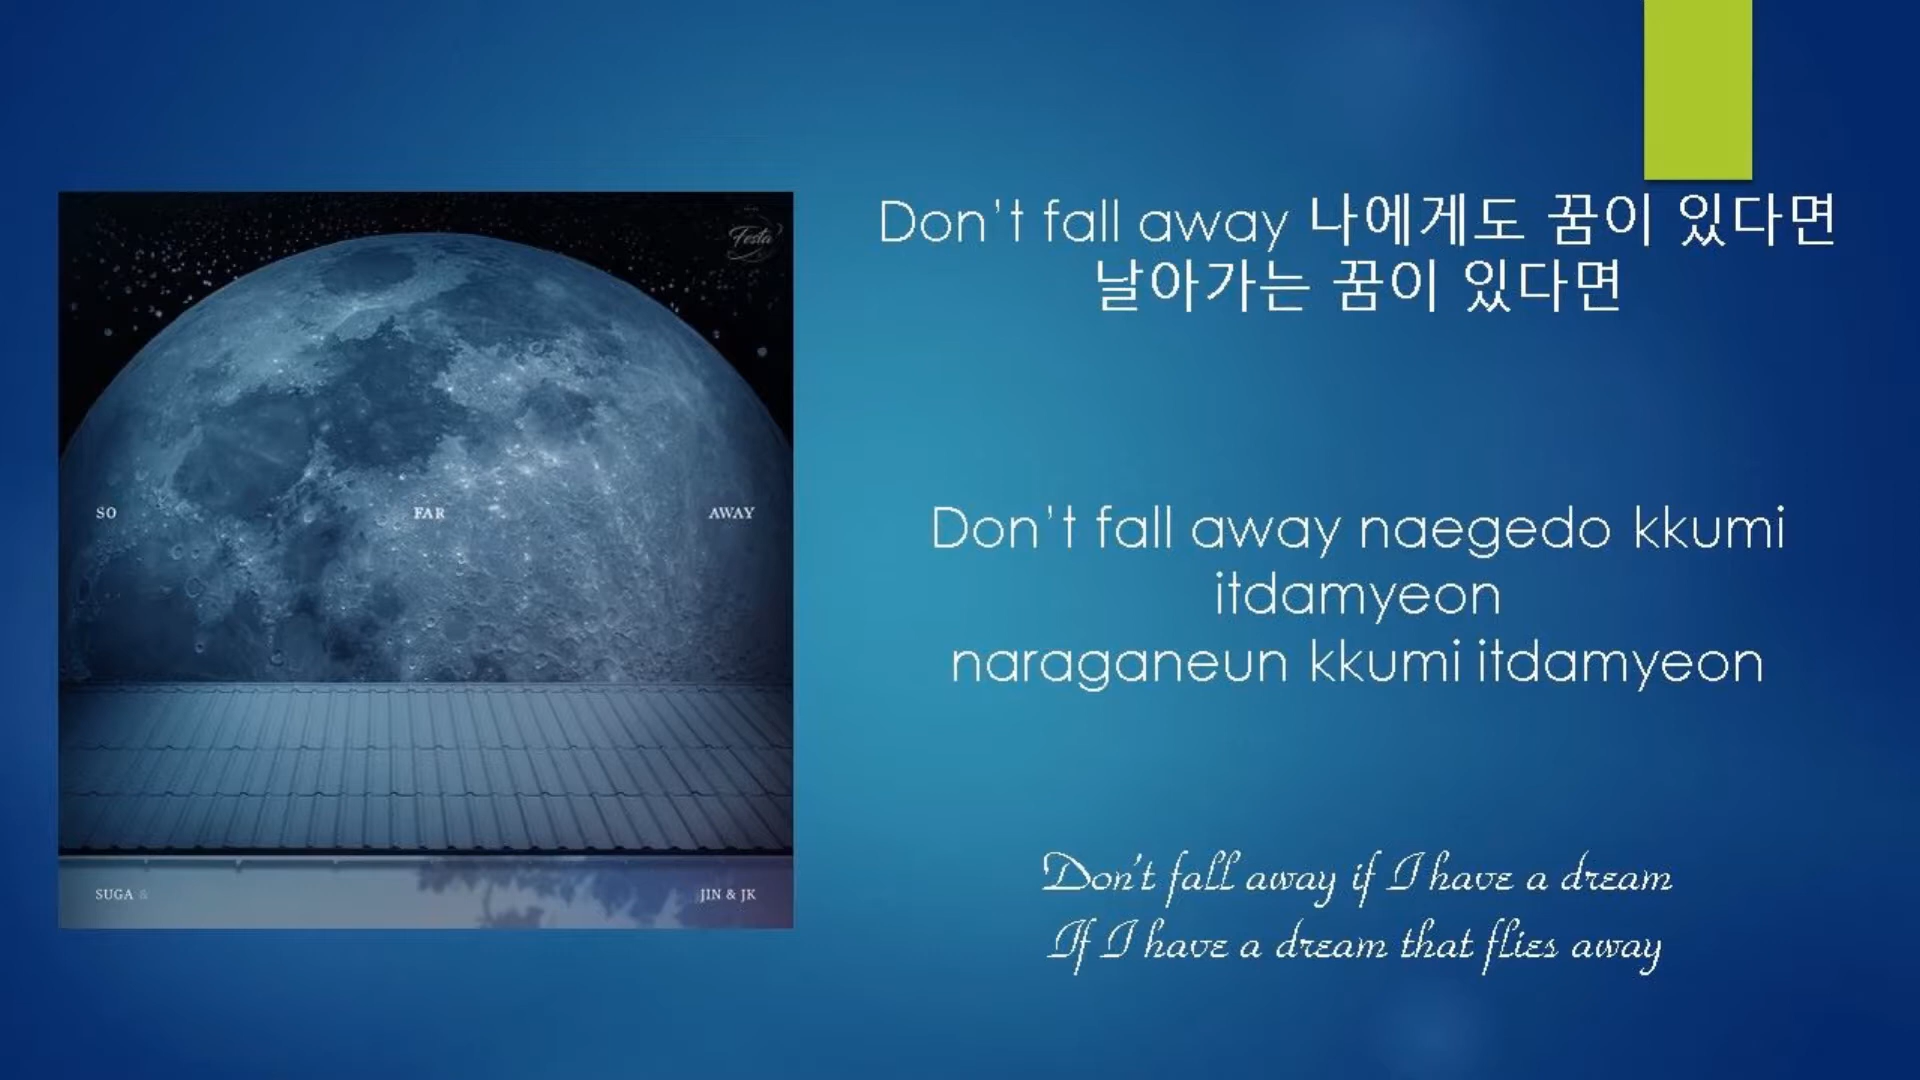 Festa
SO FAR AWAY
SUGA & JIN & JK
Don't fall away 나에게도 꿈이 있다면
날아가는 꿈이 있다면
Don't fall away naegedo kkumi
itdamyeon
naraganeun kkumi itdamyeon
Don't fall away if I have a dream
If I have a dream that flies away